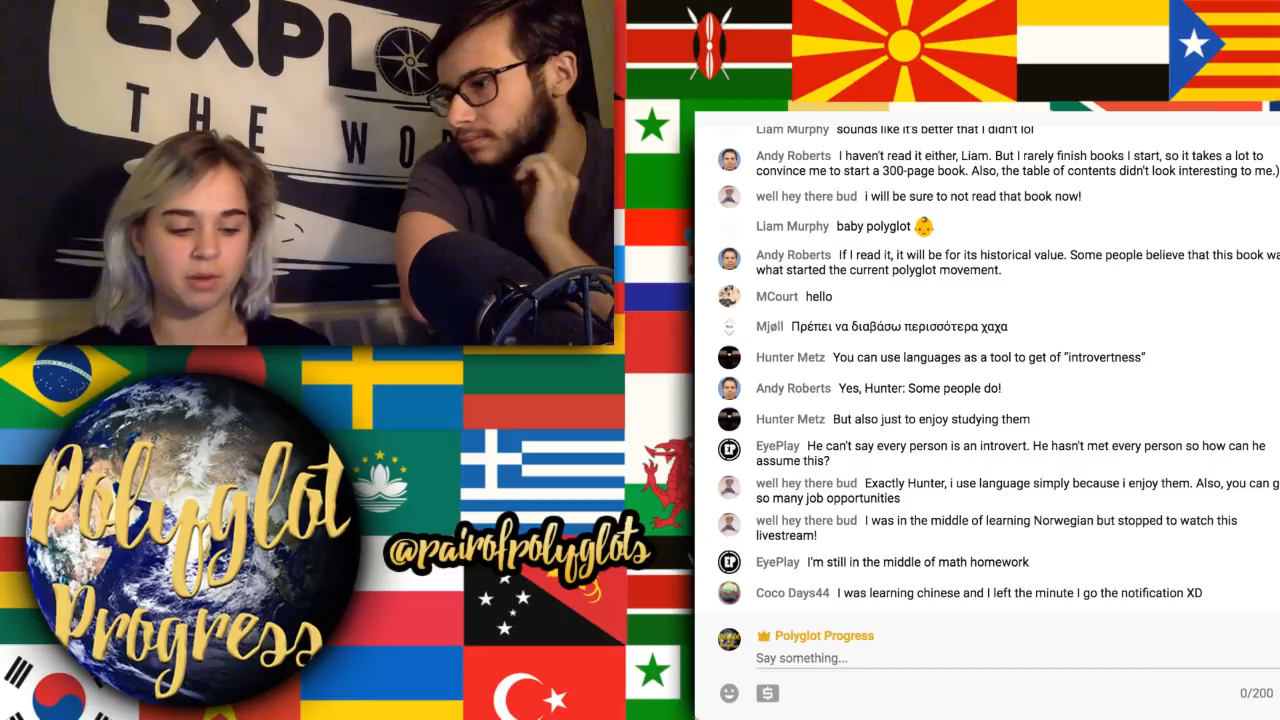 EXPLO
THE WO
Liam Murphy sounds like it's better that I didn't lol
Andy Roberts I haven't read it either, Liam. But I rarely finish books I start, so it takes a lot to
convince me to start a 300-page book. Also, the table of contents didn't look interesting to me.)
well hey there bud i will be sure to not read that book now!
Liam Murphy baby polyglot
Andy Roberts If I read it, it will be for its historical value. Some people believe that this book wa
what started the current polyglot movement.
MCourt hello
Mjøll Πρέπει να διαβάσω περισσότερα χαχα
Hunter Metz You can use languages as a tool to get of “introvertness”
Andy Roberts Yes, Hunter: Some people do!
Hunter Metz But also just to enjoy studying them
EyePlay He can't say every person is an introvert. He hasn't met every person so how can he
assume this?
well hey there bud Exactly Hunter, i use language simply because i enjoy them. Also, you can g
so many job opportunities
well hey there bud I was in the middle of learning Norwegian but stopped to watch this
livestream!
EyePlay I'm still in the middle of math homework
Coco Days44 I was learning chinese and I left the minute I go the notification XD
Polyglot Progress
Say something...
0/200
Polyglot
Progress
@pairofpolyglots